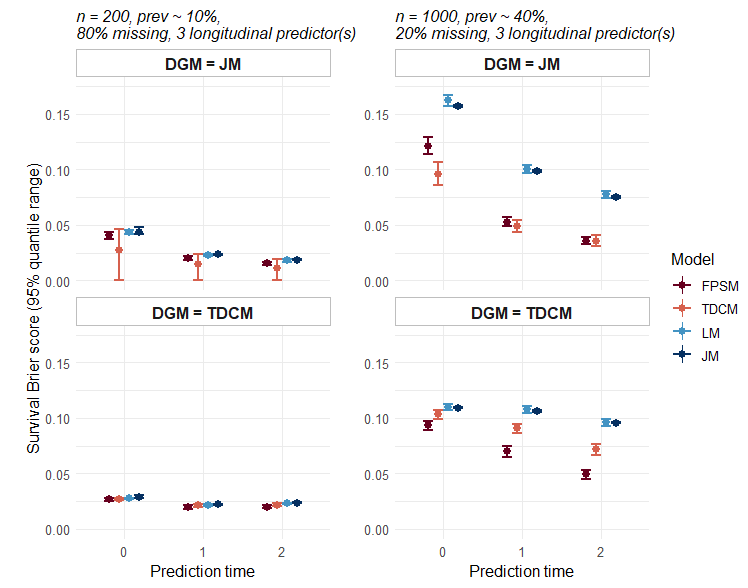 n = 200, prev ~ 10%,
80% missing, 3 longitudinal predictor(s)
n = 1000, prev ~ 40%,
20% missing, 3 longitudinal predictor(s)
DGM = JM
DGM = JM
0.15
0.10
0.05
0.00
0.15
0.10
0.05
0.00
DGM = TDCM
DGM = TDCM
0.15
0.10
0.05
0.00
0.15
0.10
0.05
0.00
0
1
2
0
1
2
Prediction time
Prediction time
Survival Brier score (95% quantile range)
Model
FPSM
TDCM
LM
JM